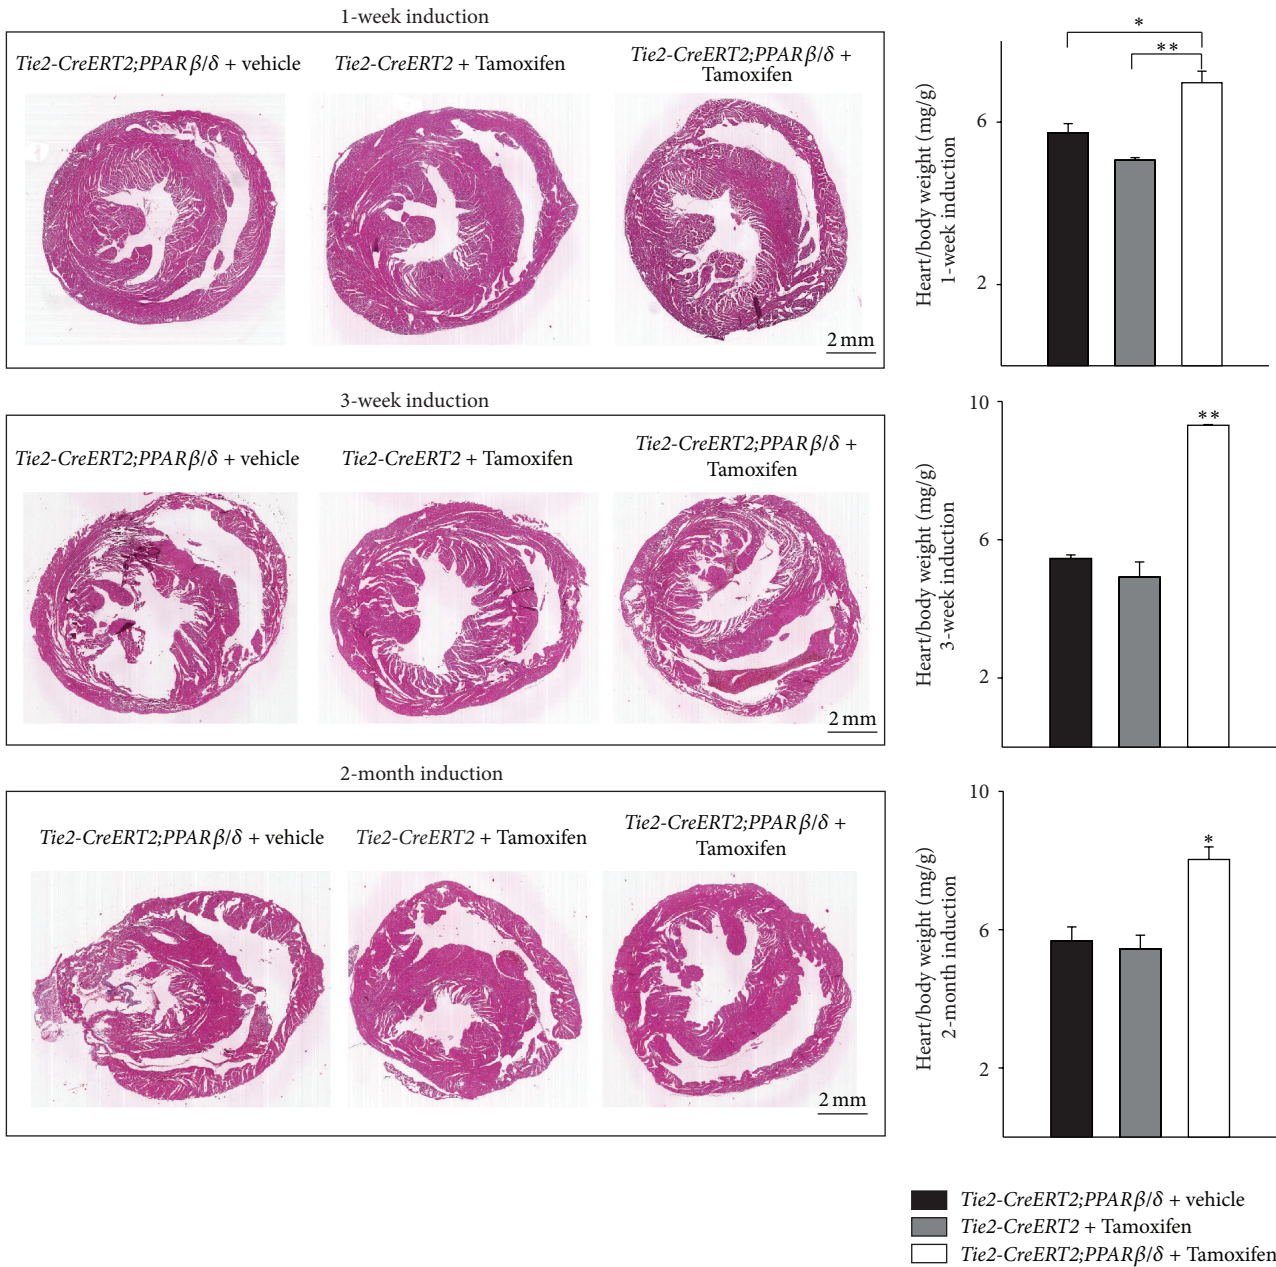 1-week induction
Tie2-CreERT2;PPARβ/δ + vehicle
Tie2-CreERT2 + Tamoxifen
Tie2-CreERT2;PPARβ/δ +
Tamoxifen
2 mm
Heart/body weight (mg/g)
1-week induction
6
2
*
**
3-week induction
Tie2-CreERT2;PPARβ/δ + vehicle
Tie2-CreERT2 + Tamoxifen
Tie2-CreERT2;PPARβ/δ +
Tamoxifen
2 mm
Heart/body weight (mg/g)
3-week induction
10
6
2
**
2-month induction
Tie2-CreERT2;PPARβ/δ + vehicle
Tie2-CreERT2 + Tamoxifen
Tie2-CreERT2;PPARβ/δ +
Tamoxifen
2 mm
Heart/body weight (mg/g)
2-month induction
10
6
2
*
Tie2-CreERT2;PPARβ/δ + vehicle
Tie2-CreERT2 + Tamoxifen
Tie2-CreERT2;PPARβ/δ + Tamoxifen